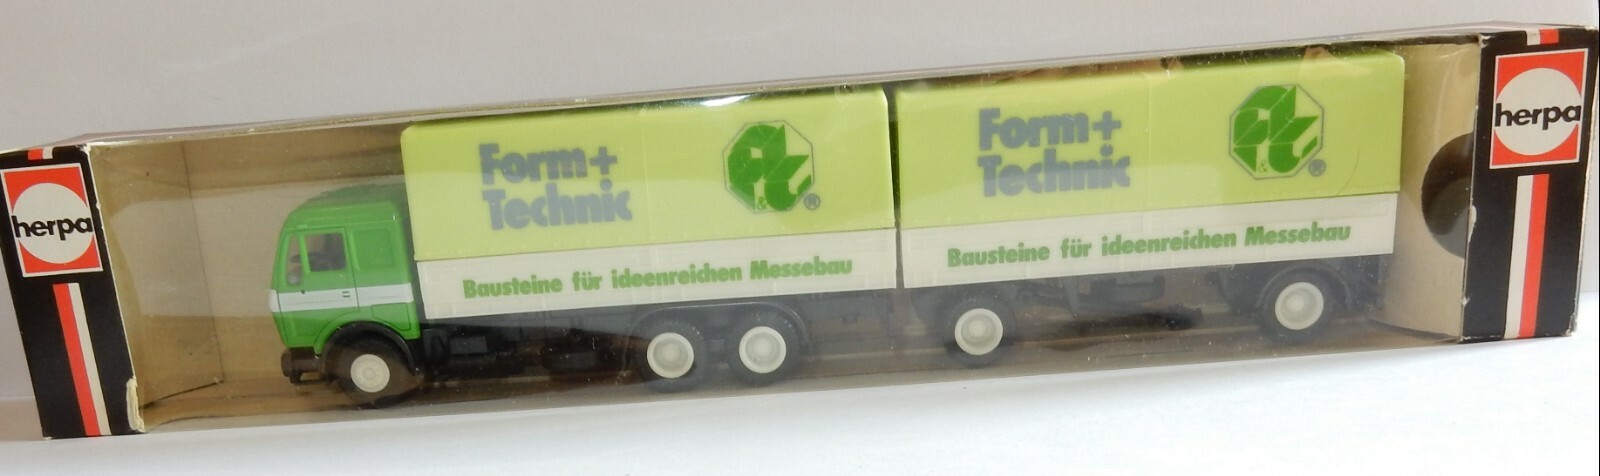 herpa
Form+
Technic
f&t®
Bausteine für ideenreichen Messebau
Form+
Technic
f&t®
Bausteine für ideenreichen Messebau
herpa